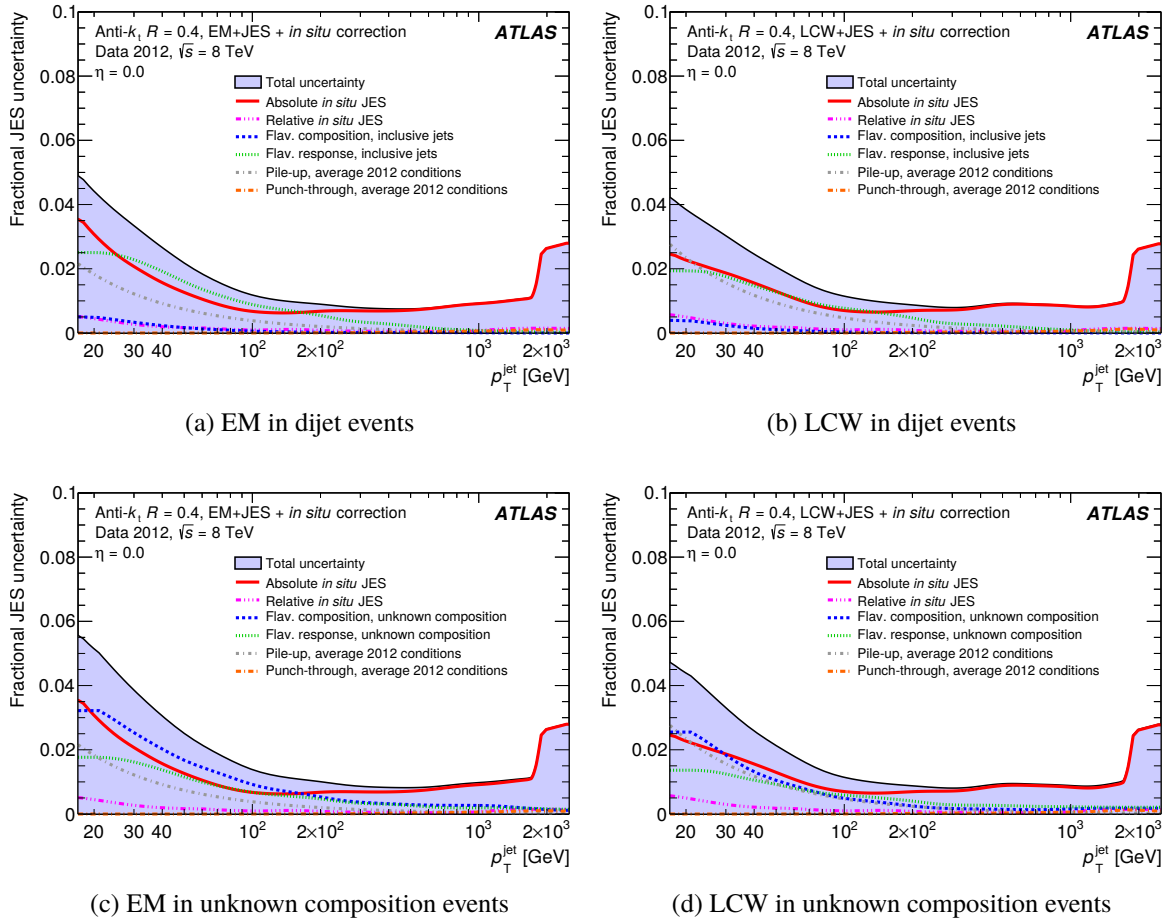 Fractional JES uncertainty
0.1
0.08
0.06
0.04
0.02
0
Anti-kₜ R = 0.4, EM+JES + in situ correction
ATLAS
Data 2012, √s = 8 TeV
η = 0.0
Total uncertainty
Absolute in situ JES
Relative in situ JES
Flav. composition, inclusive jets
Flav. response, inclusive jets
Pile-up, average 2012 conditions
Punch-through, average 2012 conditions
20 30 40 10² 2×10² 10³ 2×10³
p_T^jet [GeV]
(a) EM in dijet events
Fractional JES uncertainty
0.1
0.08
0.06
0.04
0.02
0
Anti-kₜ R = 0.4, LCW+JES + in situ correction
ATLAS
Data 2012, √s = 8 TeV
η = 0.0
Total uncertainty
Absolute in situ JES
Relative in situ JES
Flav. composition, inclusive jets
Flav. response, inclusive jets
Pile-up, average 2012 conditions
Punch-through, average 2012 conditions
20 30 40 10² 2×10² 10³ 2×10³
p_T^jet [GeV]
(b) LCW in dijet events
Fractional JES uncertainty
0.1
0.08
0.06
0.04
0.02
0
Anti-kₜ R = 0.4, EM+JES + in situ correction
ATLAS
Data 2012, √s = 8 TeV
η = 0.0
Total uncertainty
Absolute in situ JES
Relative in situ JES
Flav. composition, unknown composition
Flav. response, unknown composition
Pile-up, average 2012 conditions
Punch-through, average 2012 conditions
20 30 40 10² 2×10² 10³ 2×10³
p_T^jet [GeV]
(c) EM in unknown composition events
Fractional JES uncertainty
0.1
0.08
0.06
0.04
0.02
0
Anti-kₜ R = 0.4, LCW+JES + in situ correction
ATLAS
Data 2012, √s = 8 TeV
η = 0.0
Total uncertainty
Absolute in situ JES
Relative in situ JES
Flav. composition, unknown composition
Flav. response, unknown composition
Pile-up, average 2012 conditions
Punch-through, average 2012 conditions
20 30 40 10² 2×10² 10³ 2×10³
p_T^jet [GeV]
(d) LCW in unknown composition events